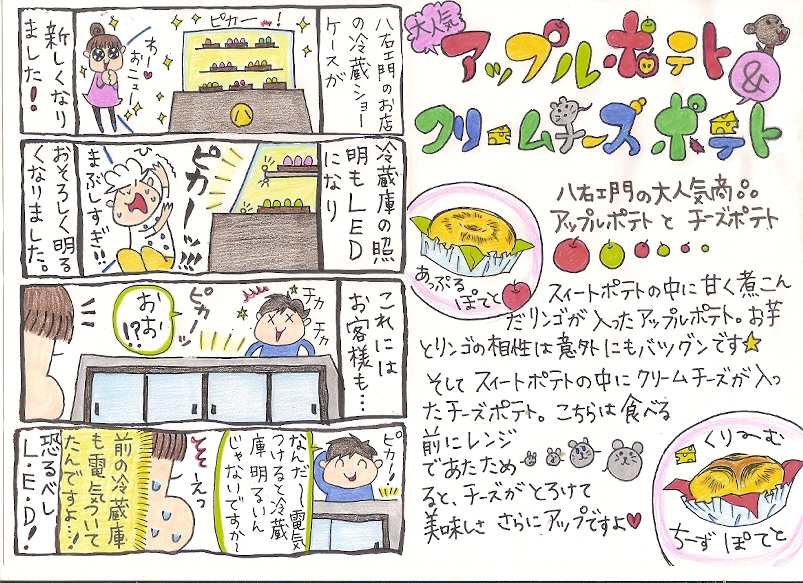 大人気
アップルポテト
&
クリームチーズポテト
八右エ門の大人気商品
アップルポテトとチーズポテト
あっぷる
ぽてと
スイートポテトの中に甘く煮こん
だリンゴが入ったアップルポテト。お芋
とリンゴの相性は意外にもバツグンです
そしてスイートポテトの中にクリームチーズが入っ
たチーズポテト。こちらは食べる
前にレンジ
であたため
ると、チーズがとろけて
美味しささらにアップですよ
くり〜む
ちーずぽてと
八右エ門のお店
の冷蔵ショー
ケースが
ピカー!
八
わー
おニュー
新しくなり
ました!
冷蔵庫の照
明もLED
になり
ピカーッ!!!
ひー
まぶしすぎ!!
おそろしく明る
くなりました。
これには
お客様も…
チカ
チカ
ピカーッ
おお
!?
ピカー!
なんだ〜電気
つけると冷蔵
庫明るいん
じゃないですか〜
そそ〜えっ
前の冷蔵庫
も電気ついて
たんですよ…!
恐るべし
L.E.D!